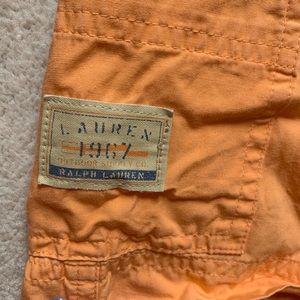 LAUREN
1967
OUTDOOR SUPPLY CO.
RALPH LAUREN